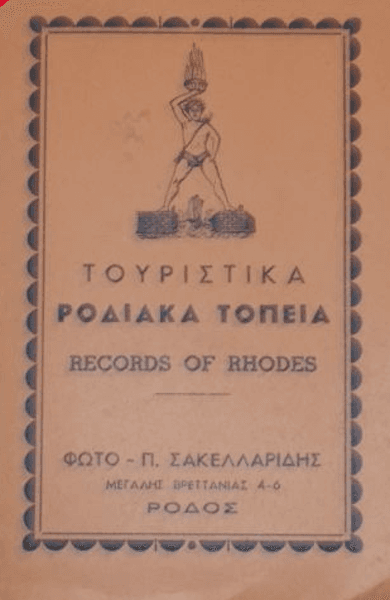 ΤΟΥΡΙΣΤΙΚΑ
ΡΟΔΙΑΚΑ ΤΟΠΕΙΑ
RECORDS OF RHODES
ΦΩΤΟ - Π. ΣΑΚΕΛΛΑΡΙΔΗΣ
ΜΕΓΑΛΗΣ ΒΡΕΤΤΑΝΙΑΣ 4-6
ΡΟΔΟΣ